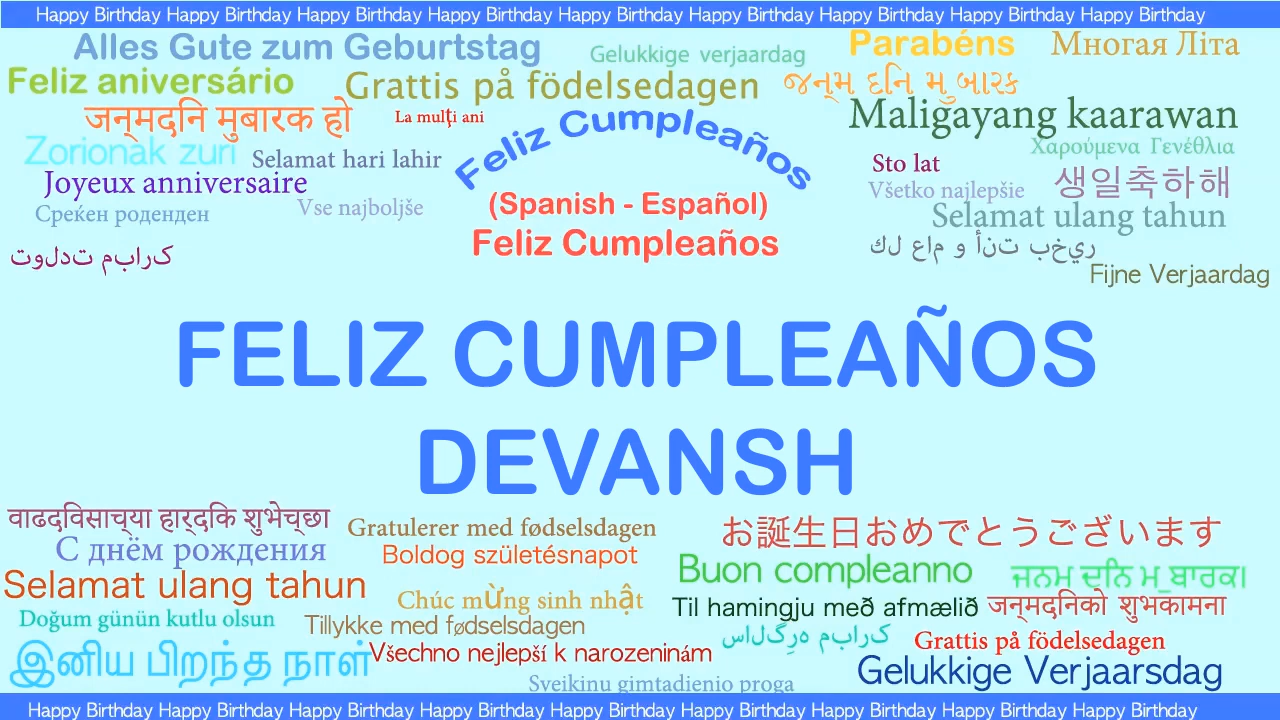 Happy Birthday Happy Birthday Happy Birthday Happy Birthday Happy Birthday Happy Birthday Happy Birthday Happy Birthday Happy Birthday
Alles Gute zum Geburtstag
Gelukkige verjaardag
Parabéns
Многая Літа
Feliz aniversário
Grattis på födelsedagen
જન્મ દિન મુબારક
जन्मदिन मुबारक हो
La mulţi ani
Feliz Cumpleaños
Maligayang kaarawan
Zorionak zuri
Selamat hari lahir
Sto lat
Χαρούμενα Γενέθλια
Joyeux anniversaire
(Spanish - Español)
Všetko najlepšie
생일축하해
Среќен роденден
Vse najboljše
Feliz Cumpleaños
Selamat ulang tahun
تولدت مبارک
كل عام و أنت بخير
Fijne Verjaardag
FELIZ CUMPLEAÑOS
DEVANSH
वाढदिवसाच्या हार्दिक शुभेच्छा
Gratulerer med fødselsdagen
お誕生日おめでとうございます
С днём рождения
Boldog születésnapot
Buon compleanno
ਜਨਮ ਦਿਨ ਮੁਬਾਰਕ।
Selamat ulang tahun
Chúc mừng sinh nhật
Til hamingju með afmælið
जन्मदिनको शुभकामना
Doğum günün kutlu olsun
Tillykke med fødselsdagen
سالگرہ مبارک
Grattis på födelsedagen
இனிய பிறந்த நாள்
Všechno nejlepší k narozeninám
Gelukkige Verjaarsdag
Sveikinu gimtadienio proga
Happy Birthday Happy Birthday Happy Birthday Happy Birthday Happy Birthday Happy Birthday Happy Birthday Happy Birthday Happy Birthday